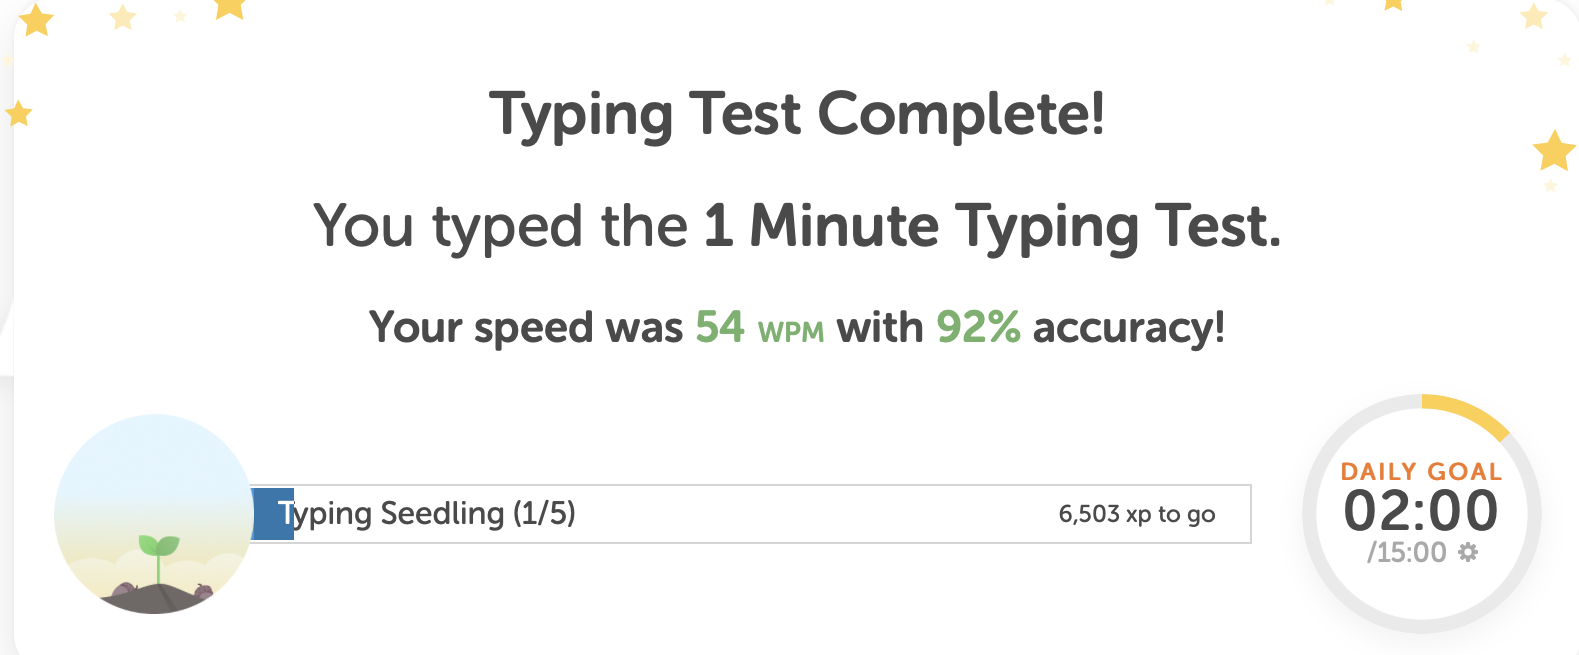 Typing Test Complete!
You typed the 1 Minute Typing Test.
Your speed was 54 WPM with 92% accuracy!
Typing Seedling (1/5)
6,503 xp to go
DAILY GOAL
02:00
/15:00